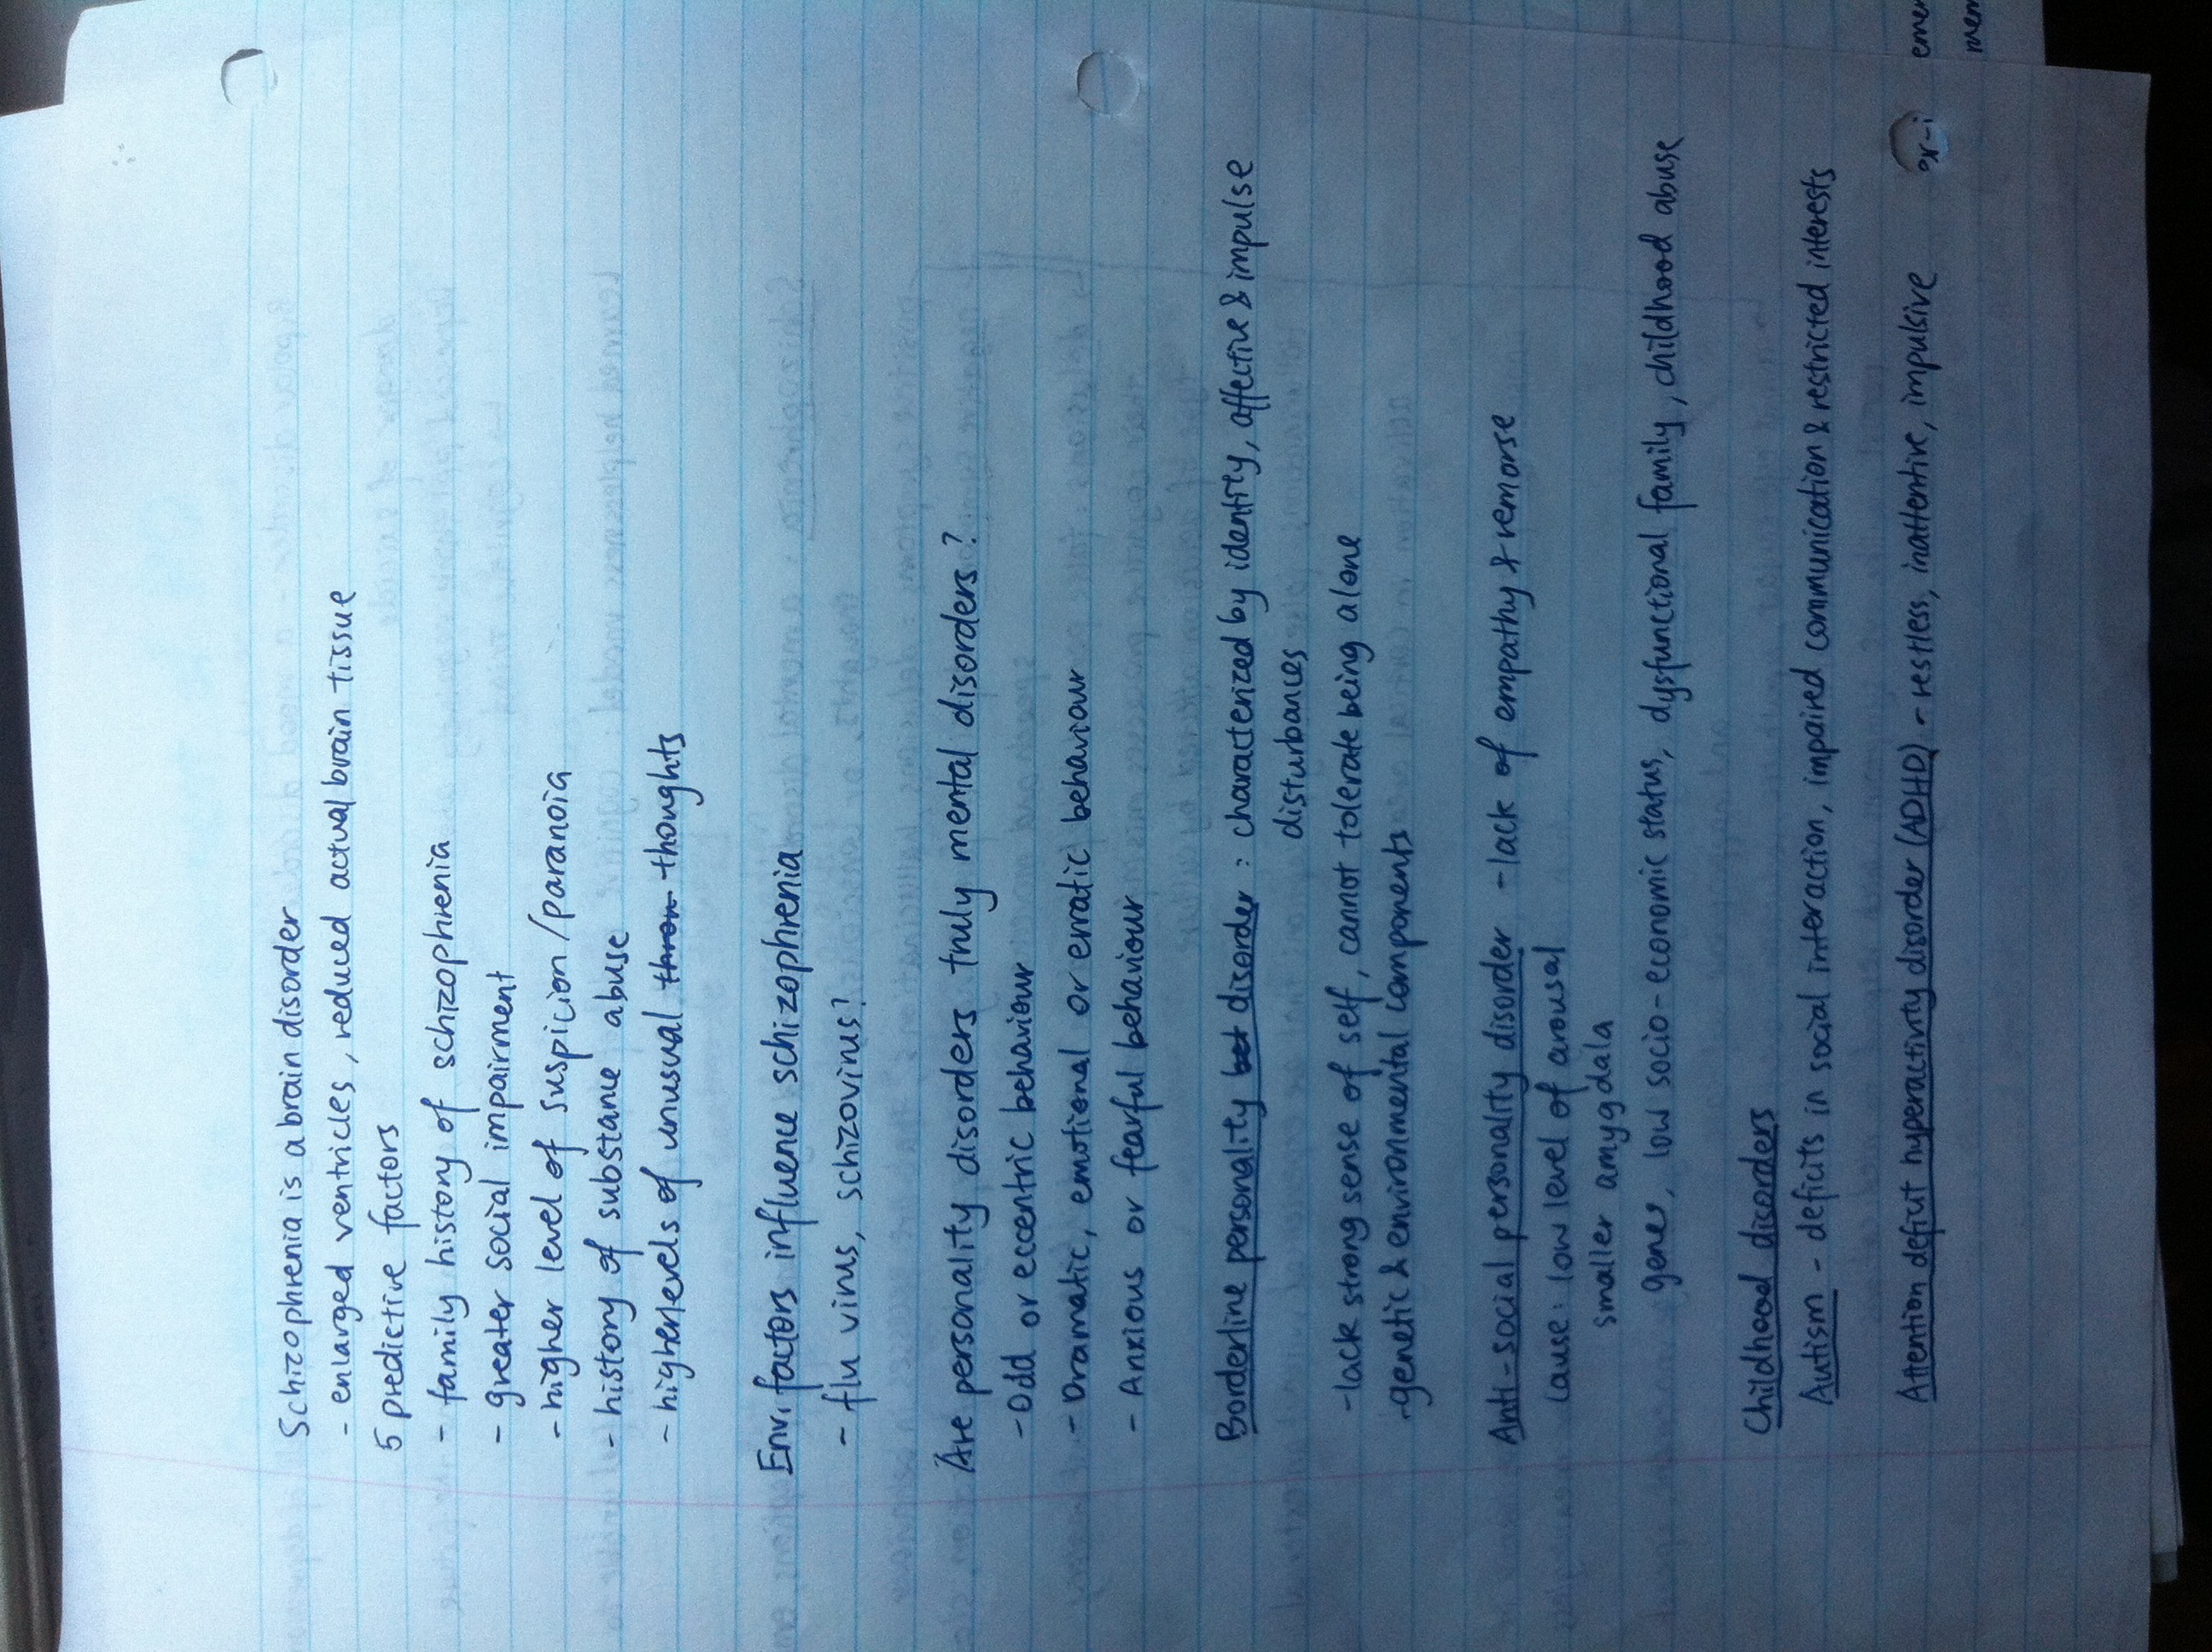 Schizophrenia is a brain disorder
- enlarged ventricles, reduced actual brain tissue
5 predictive factors
- family history of schizophrenia
- greater social impairment
- higher level of suspicion/paranoia
- history of substane abuse
- higher levels of unusual thron thoughts
Envi factors influence schizophrenia
- flu virus, schizovirus?
Are personality disorders truly mental disorders?
- Odd or eccentric behaviour
- Dramatic, emotional or erratic behaviour
- Anxious or fearful behaviour
Borderline personality bet disorder : characterized by identity, affective & impulse
disturbances
- lack strong sense of self, cannot tolerate being alone
- genetic & environmental components
Anti-social personality disorder - lack of empathy & remorse
cause: low level of arousal
smaller amygdala
genes, low socio-economic status, dysfunctional family, childhood abuse
Childhood disorders
Autism - deficits in social interaction, impaired communication & restricted interests
Attention deficit hyperactivity disorder (ADHD) - restless, inattentive, impulsive